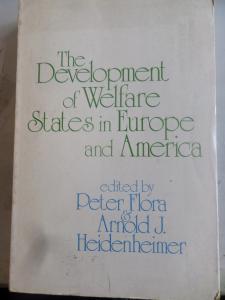 The
Development
of Welfare
States in Europe
and America
edited by
Peter Flora
&
Arnold J.
Heidenheimer